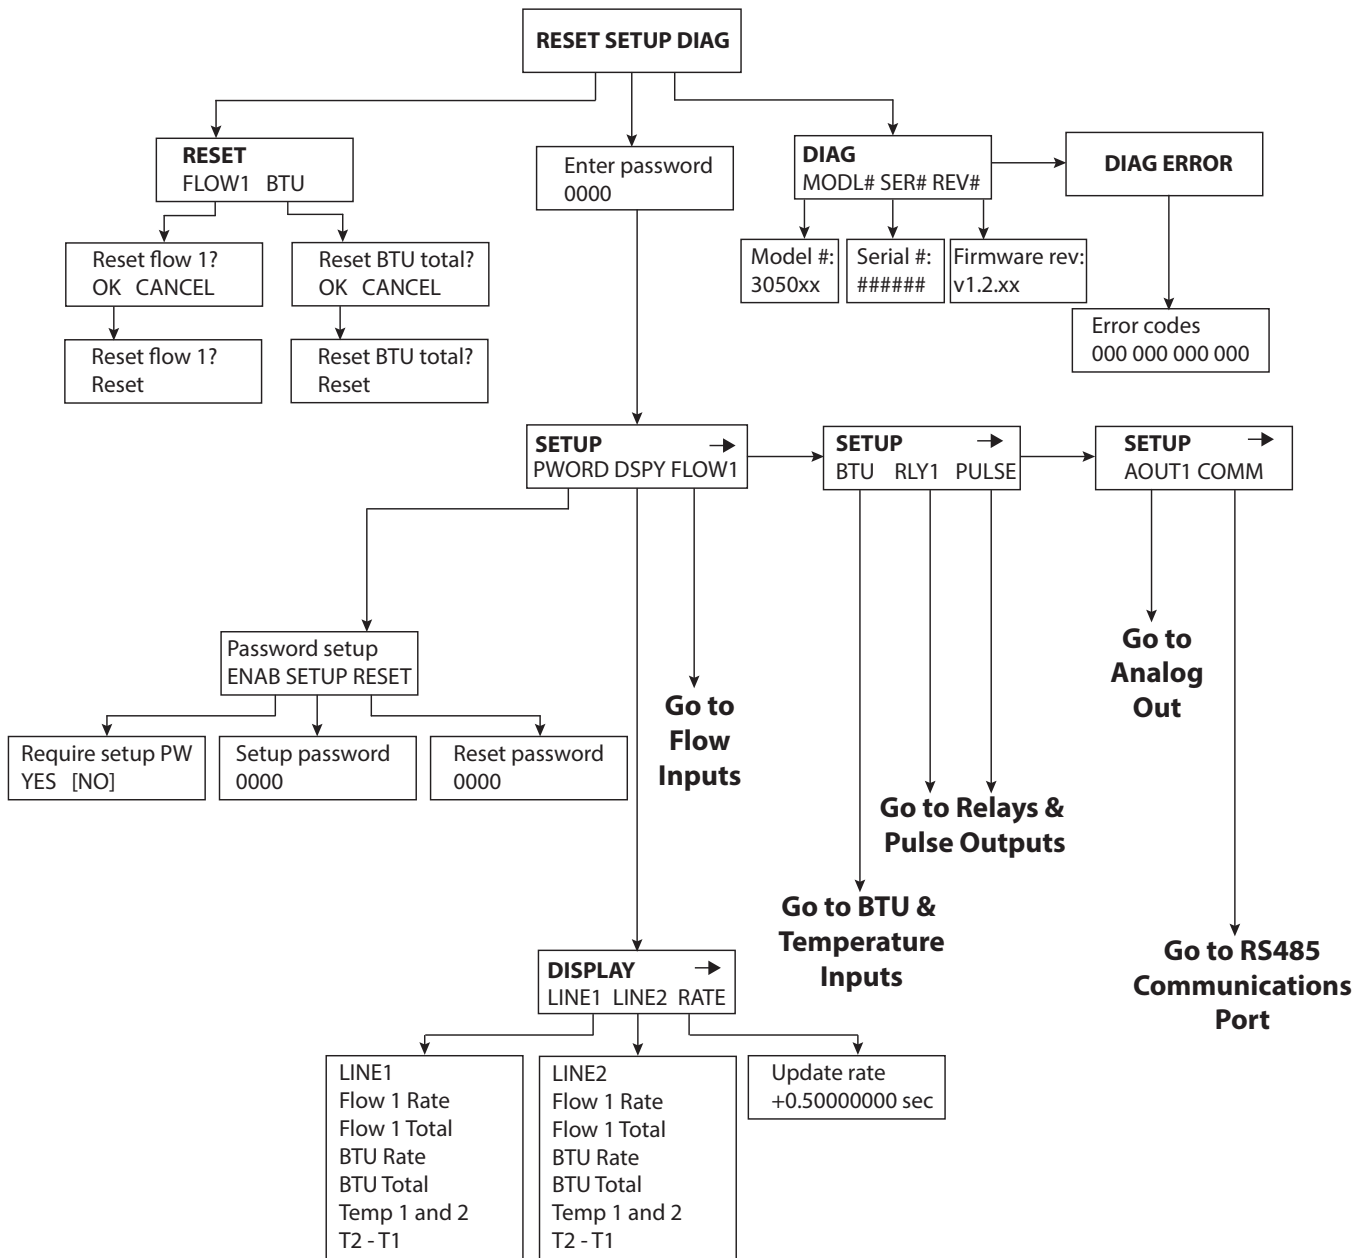 RESET SETUP DIAG
RESET
FLOW1 BTU
Enter password
0000
DIAG
MODL# SER# REV#
DIAG ERROR
Reset flow 1?
OK CANCEL
Reset BTU total?
OK CANCEL
Model #:
3050xx
Serial #:
######
Firmware rev:
v1.2.xx
Reset flow 1?
Reset
Reset BTU total?
Reset
Error codes
000 000 000 000
SETUP
PWORD DSPY FLOW1
SETUP
BTU RLY1 PULSE
SETUP
AOUT1 COMM
Password setup
ENAB SETUP RESET
Go to
Analog
Out
Go to
Flow
Inputs
Require setup PW
YES [NO]
Setup password
0000
Reset password
0000
Go to Relays &
Pulse Outputs
Go to BTU &
Temperature
Inputs
Go to RS485
Communications
Port
DISPLAY
LINE1 LINE2 RATE
LINE1
Flow 1 Rate
Flow 1 Total
BTU Rate
BTU Total
Temp 1 and 2
T2 - T1
LINE2
Flow 1 Rate
Flow 1 Total
BTU Rate
BTU Total
Temp 1 and 2
T2 - T1
Update rate
+0.50000000 sec